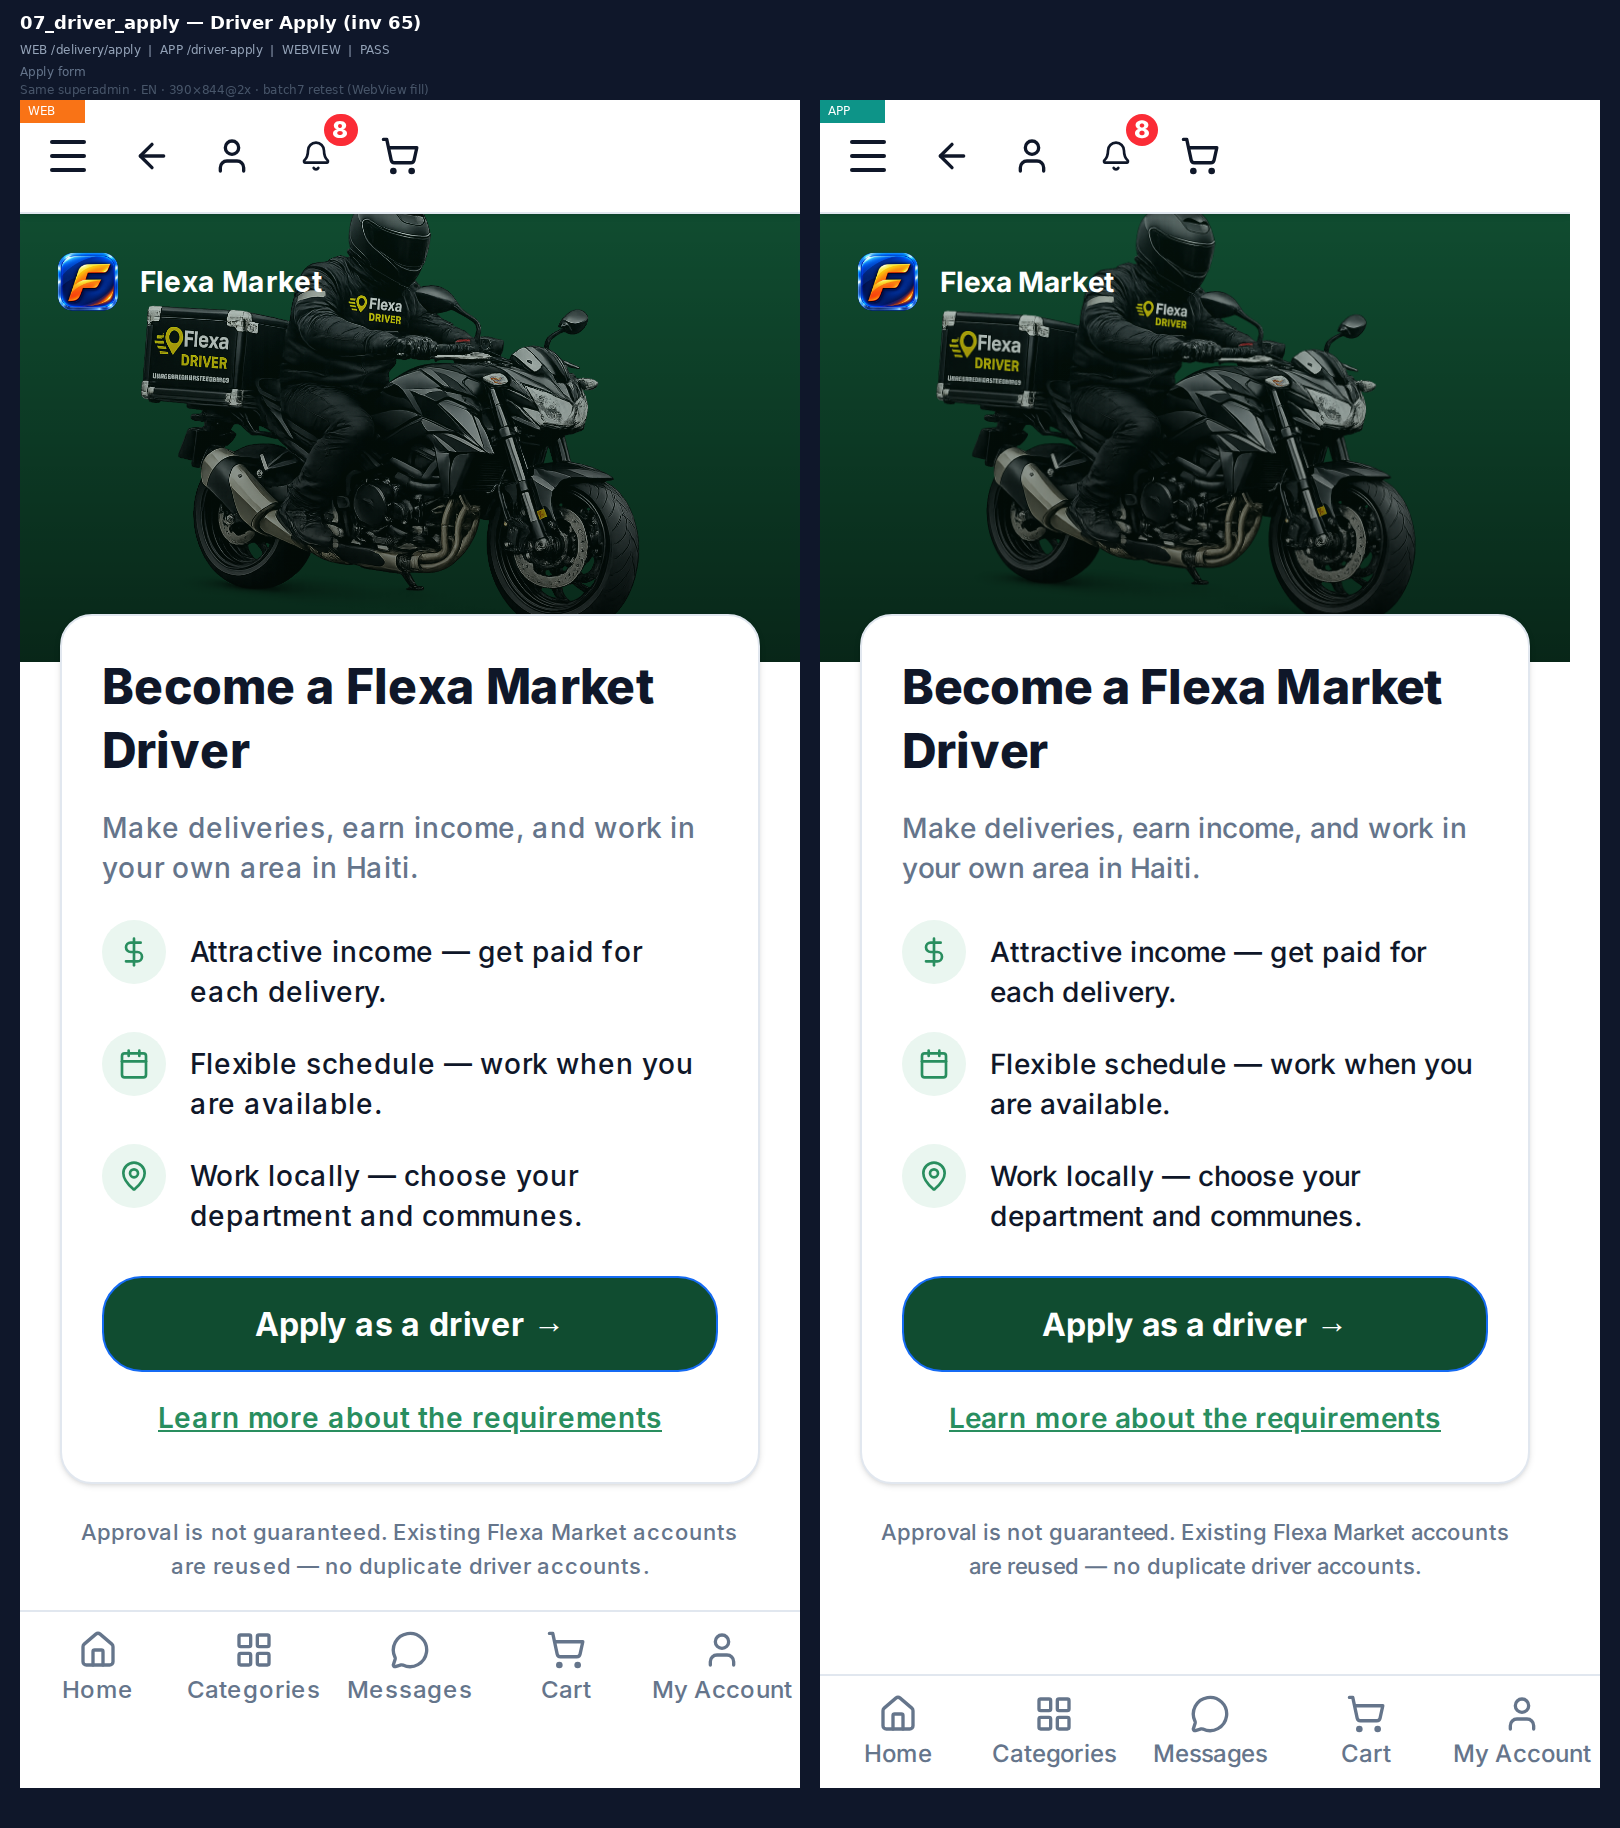 07_driver_apply — Driver Apply (inv 65)
WEB /delivery/apply | APP /driver-apply | WEBVIEW | PASS
Apply form
Same superadmin · EN · 390×844@2x · batch7 retest (WebView fill)
WEB
8
Flexa Market
Flexa
DRIVER
Flexa
DRIVER
Become a Flexa Market
Driver
Make deliveries, earn income, and work in
your own area in Haiti.
$
Attractive income — get paid for
each delivery.
Flexible schedule — work when you
are available.
Work locally — choose your
department and communes.
Apply as a driver →
Learn more about the requirements
Approval is not guaranteed. Existing Flexa Market accounts
are reused — no duplicate driver accounts.
Home Categories Messages Cart My Account
APP
8
Flexa Market
Flexa
DRIVER
Flexa
DRIVER
Become a Flexa Market
Driver
Make deliveries, earn income, and work in
your own area in Haiti.
$
Attractive income — get paid for
each delivery.
Flexible schedule — work when you
are available.
Work locally — choose your
department and communes.
Apply as a driver →
Learn more about the requirements
Approval is not guaranteed. Existing Flexa Market accounts
are reused — no duplicate driver accounts.
Home Categories Messages Cart My Account